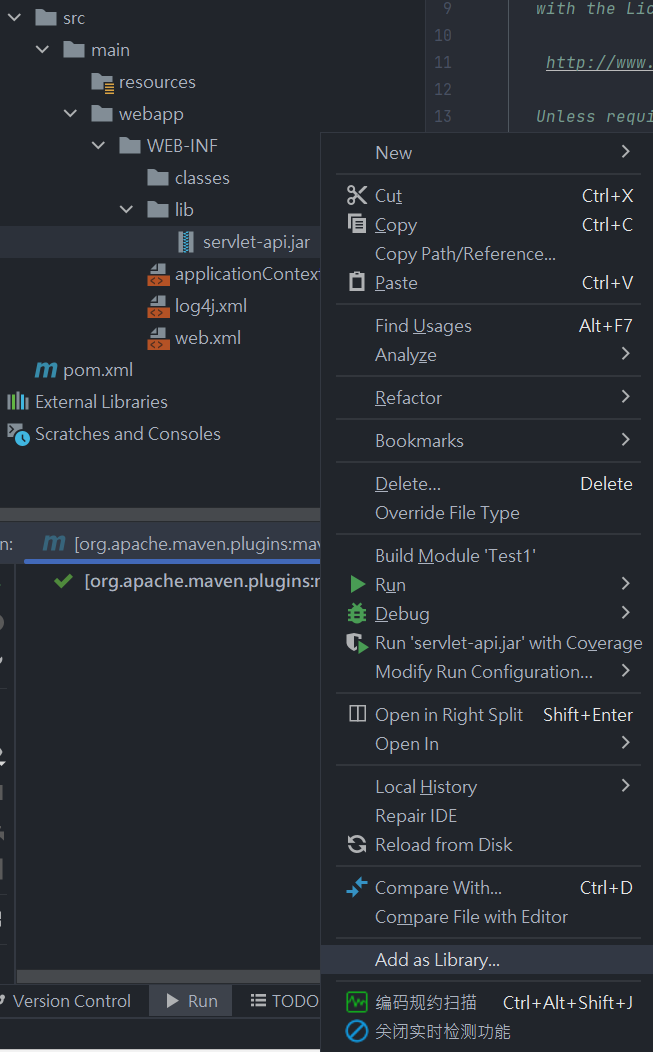 src
main
resources
webapp
WEB-INF
classes
lib
servlet-api.jar
applicationContext
log4j.xml
web.xml
pom.xml
External Libraries
Scratches and Consoles
9 with the Lic
10
11 http://www.
12
13 Unless requi
New
Cut Ctrl+X
Copy Ctrl+C
Copy Path/Reference...
Paste Ctrl+V
Find Usages Alt+F7
Analyze
Refactor
Bookmarks
Delete... Delete
Override File Type
Build Module 'Test1'
Run
Debug
Run 'servlet-api.jar' with Coverage
Modify Run Configuration...
Open in Right Split Shift+Enter
Open In
Local History
Repair IDE
Reload from Disk
Compare With... Ctrl+D
Compare File with Editor
Add as Library...
编码规约扫描 Ctrl+Alt+Shift+J
关闭实时检测功能
n: [org.apache.maven.plugins:mav
[org.apache.maven.plugins:m
Version Control Run TODO